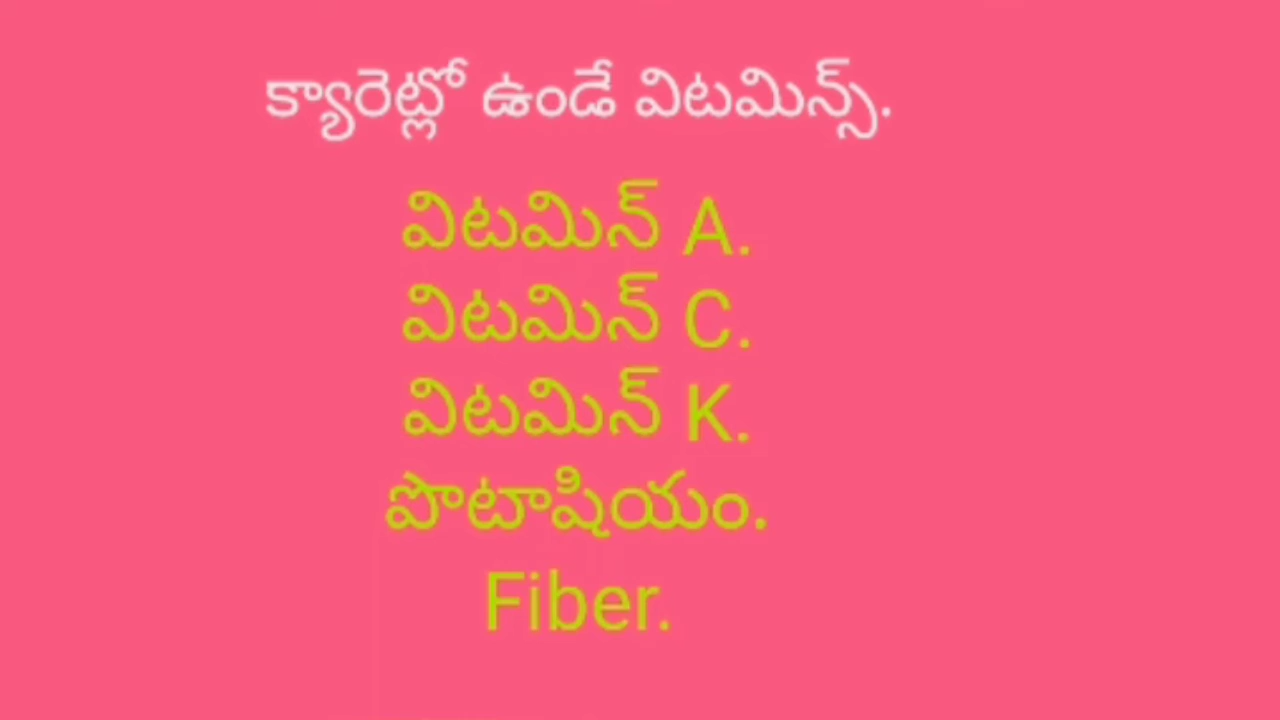 క్యారెట్లో ఉండే విటమిన్స్.
విటమిన్ A.
విటమిన్ C.
విటమిన్ K.
పొటాషియం.
Fiber.